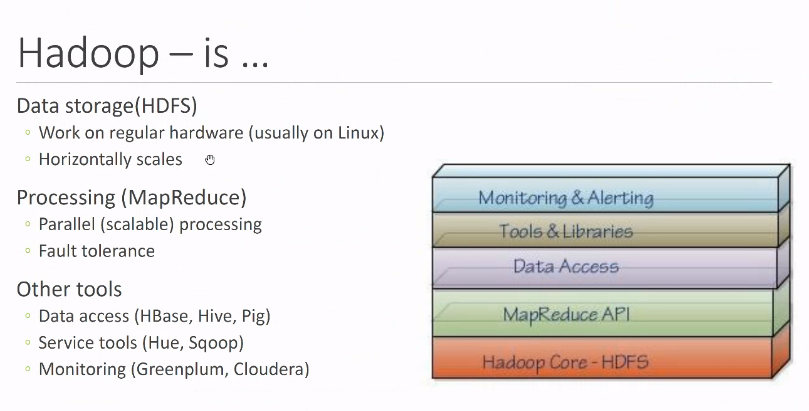 Hadoop – is ...
Data storage(HDFS)
◦ Work on regular hardware (usually on Linux)
◦ Horizontally scales
Processing (MapReduce)
◦ Parallel (scalable) processing
◦ Fault tolerance
Other tools
◦ Data access (HBase, Hive, Pig)
◦ Service tools (Hue, Sqoop)
◦ Monitoring (Greenplum, Cloudera)
Monitoring & Alerting
Tools & Libraries
Data Access
MapReduce API
Hadoop Core - HDFS